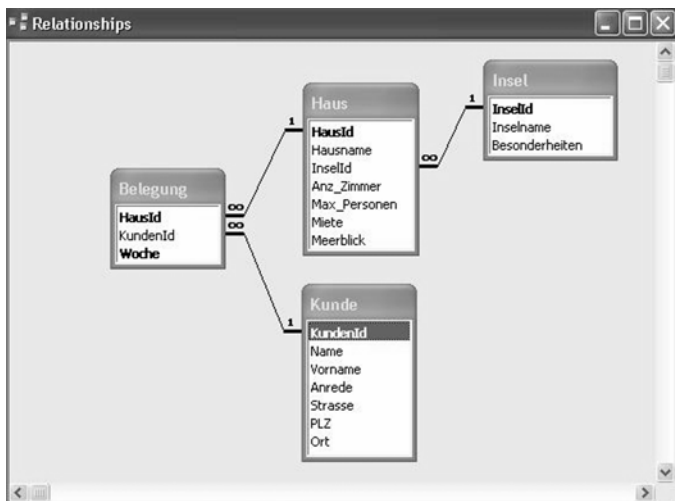 Relationships
Insel
InselId
Inselname
Besonderheiten
Haus
HausId
Hausname
InselId
Anz_Zimmer
Max_Personen
Miete
Meerblick
Belegung
HausId
KundenId
Woche
Kunde
KundenId
Name
Vorname
Anrede
Strasse
PLZ
Ort
1
∞
1
∞
∞
1